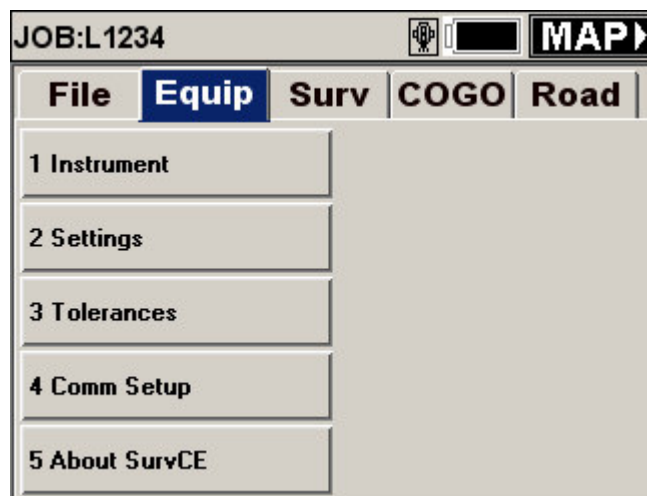 JOB:L1234 MAP
File Equip Surv COGO Road
1 Instrument
2 Settings
3 Tolerances
4 Comm Setup
5 About SurvCE